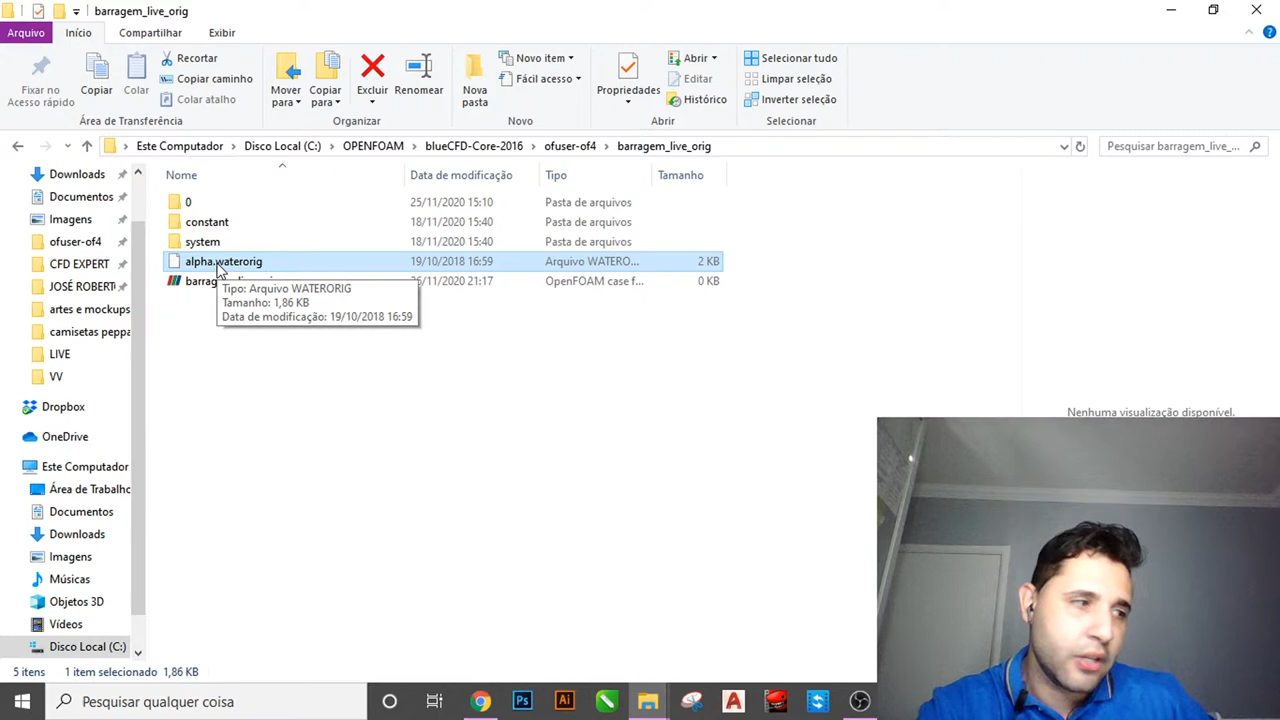 barragem_live_orig
Arquivo Início Compartilhar Exibir
Fixar no Acesso rápido
Copiar
Colar
Recortar
Copiar caminho
Colar atalho
Mover para
Copiar para
Excluir
Renomear
Nova pasta
Novo item
Fácil acesso
Propriedades
Abrir
Editar
Histórico
Selecionar tudo
Limpar seleção
Inverter seleção
Área de Transferência Organizar Novo Abrir Selecionar
Este Computador Disco Local (C:) OPENFOAM blueCFD-Core-2016 ofuser-of4 barragem_live_orig
Pesquisar barragem_live_...
Nome Data de modificação Tipo Tamanho
0 25/11/2020 15:10 Pasta de arquivos
constant 18/11/2020 15:40 Pasta de arquivos
system 18/11/2020 15:40 Pasta de arquivos
alpha.waterorig 19/10/2018 16:59 Arquivo WATERO... 2 KB
21:17 OpenFOAM case f... 0 KB
Tipo: Arquivo WATERORIG
Tamanho: 1,86 KB
Data de modificação: 19/10/2018 16:59
Downloads
Documentos
Imagens
ofuser-of4
CFD EXPERT
JOSÉ ROBERT
artes e mockups
camisetas peppa
LIVE
VV
Dropbox
OneDrive
Este Computador
Área de Trabalho
Documentos
Downloads
Imagens
Músicas
Objetos 3D
Vídeos
Disco Local (C:)
Nenhuma visualização disponível.
5 itens 1 item selecionado 1,86 KB
Pesquisar qualquer coisa
Ps
Ai
A